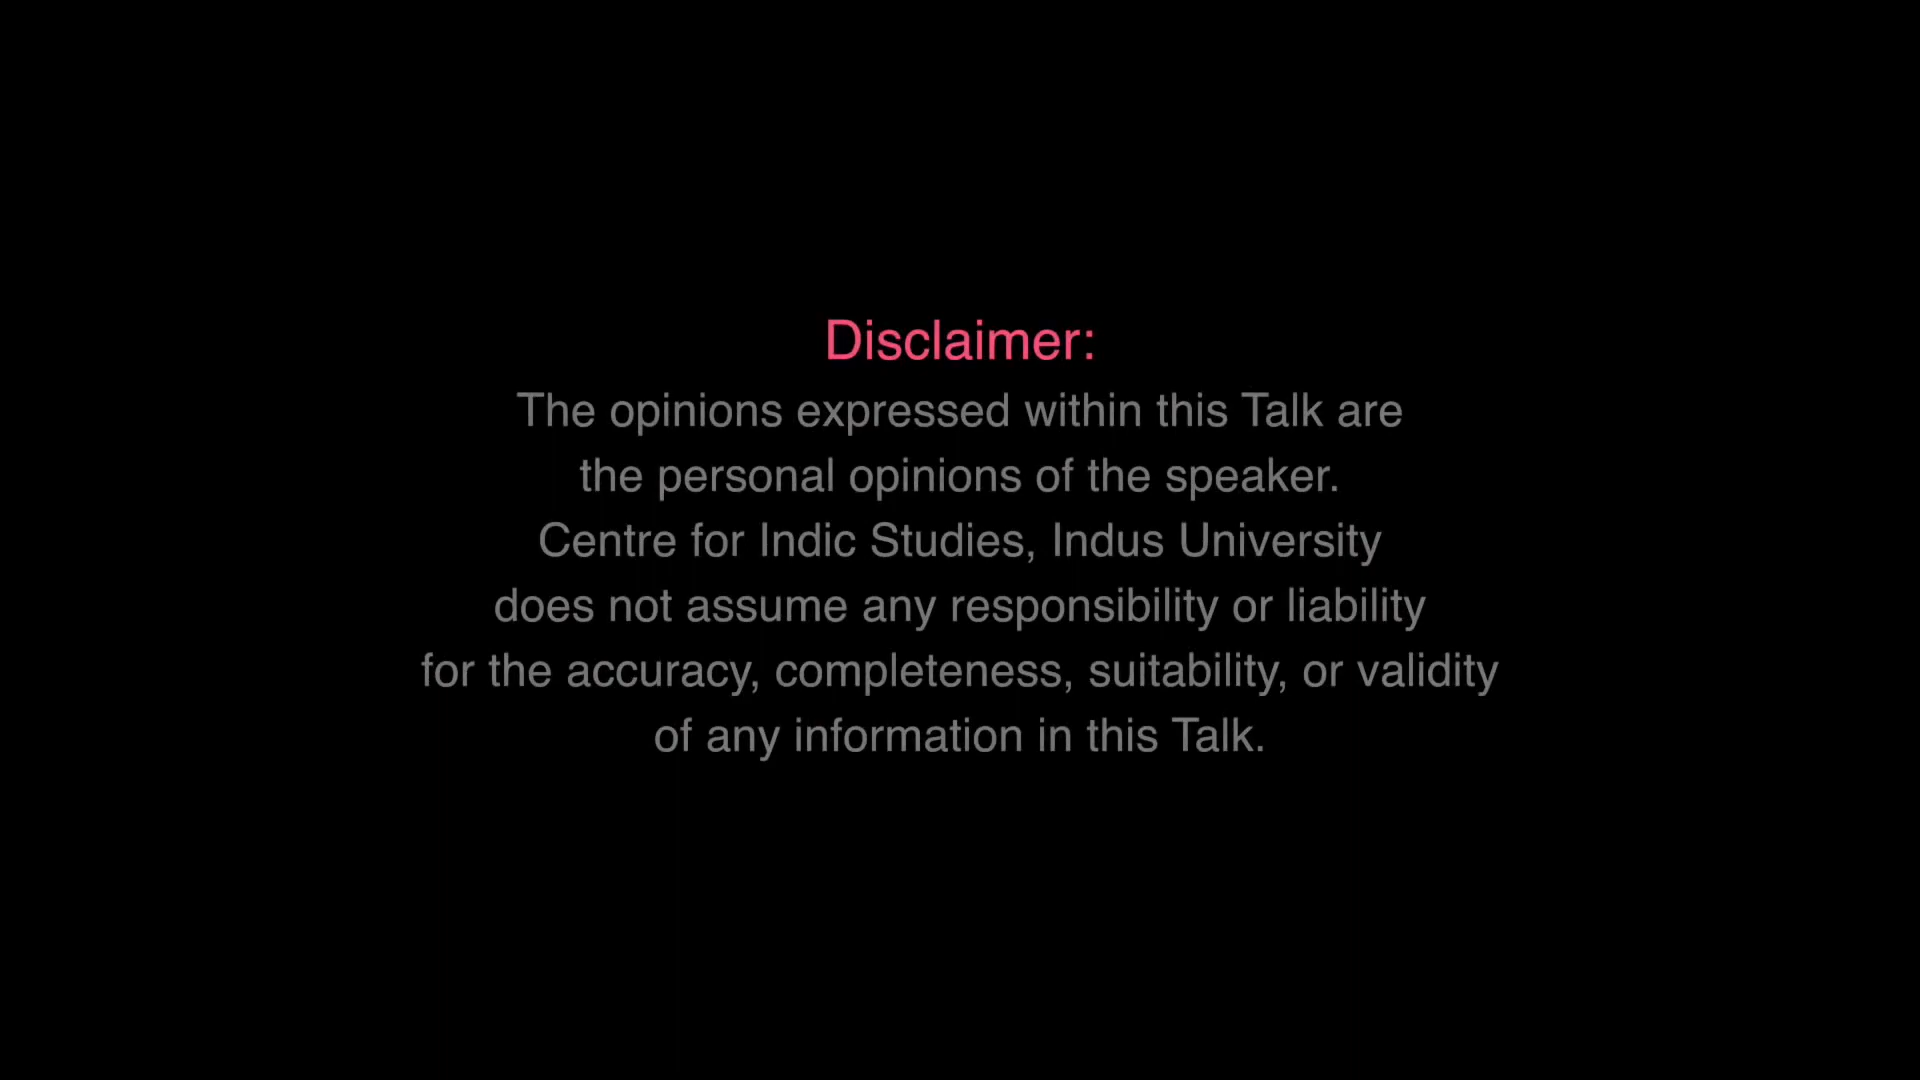 Disclaimer:
The opinions expressed within this Talk are
the personal opinions of the speaker.
Centre for Indic Studies, Indus University
does not assume any responsibility or liability
for the accuracy, completeness, suitability, or validity
of any information in this Talk.